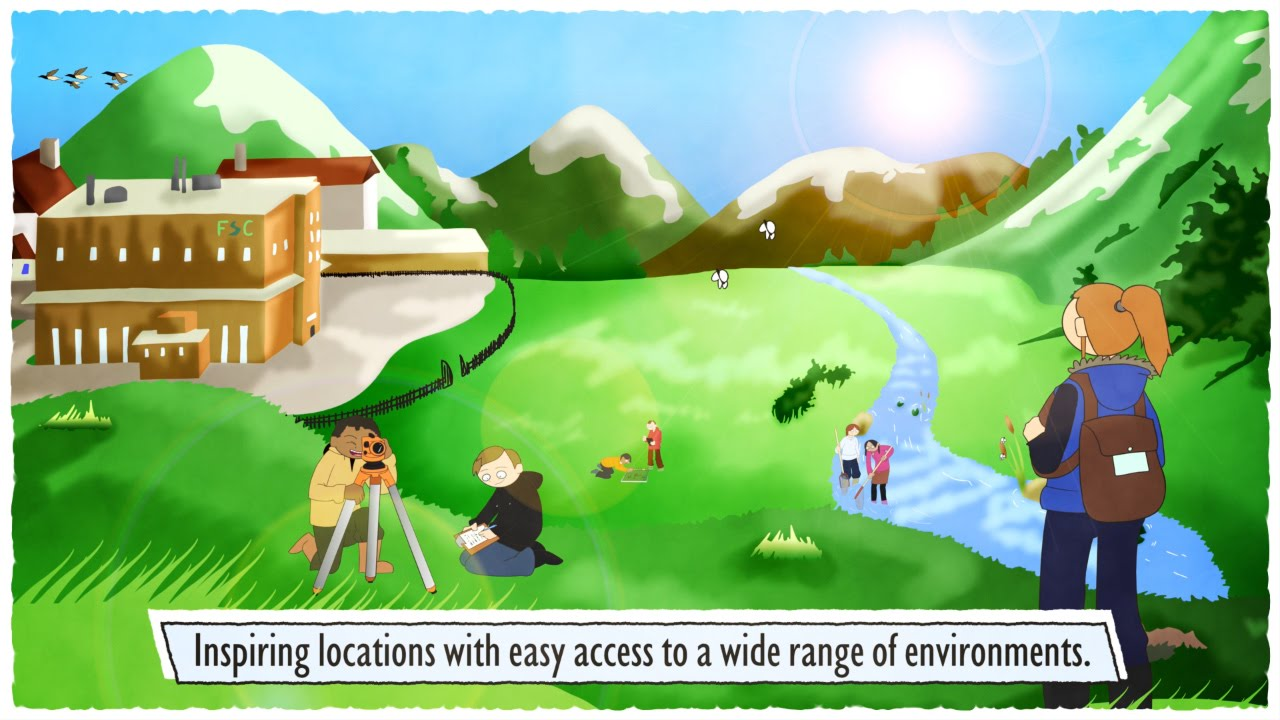 FSC
Inspiring locations with easy access to a wide range of environments.